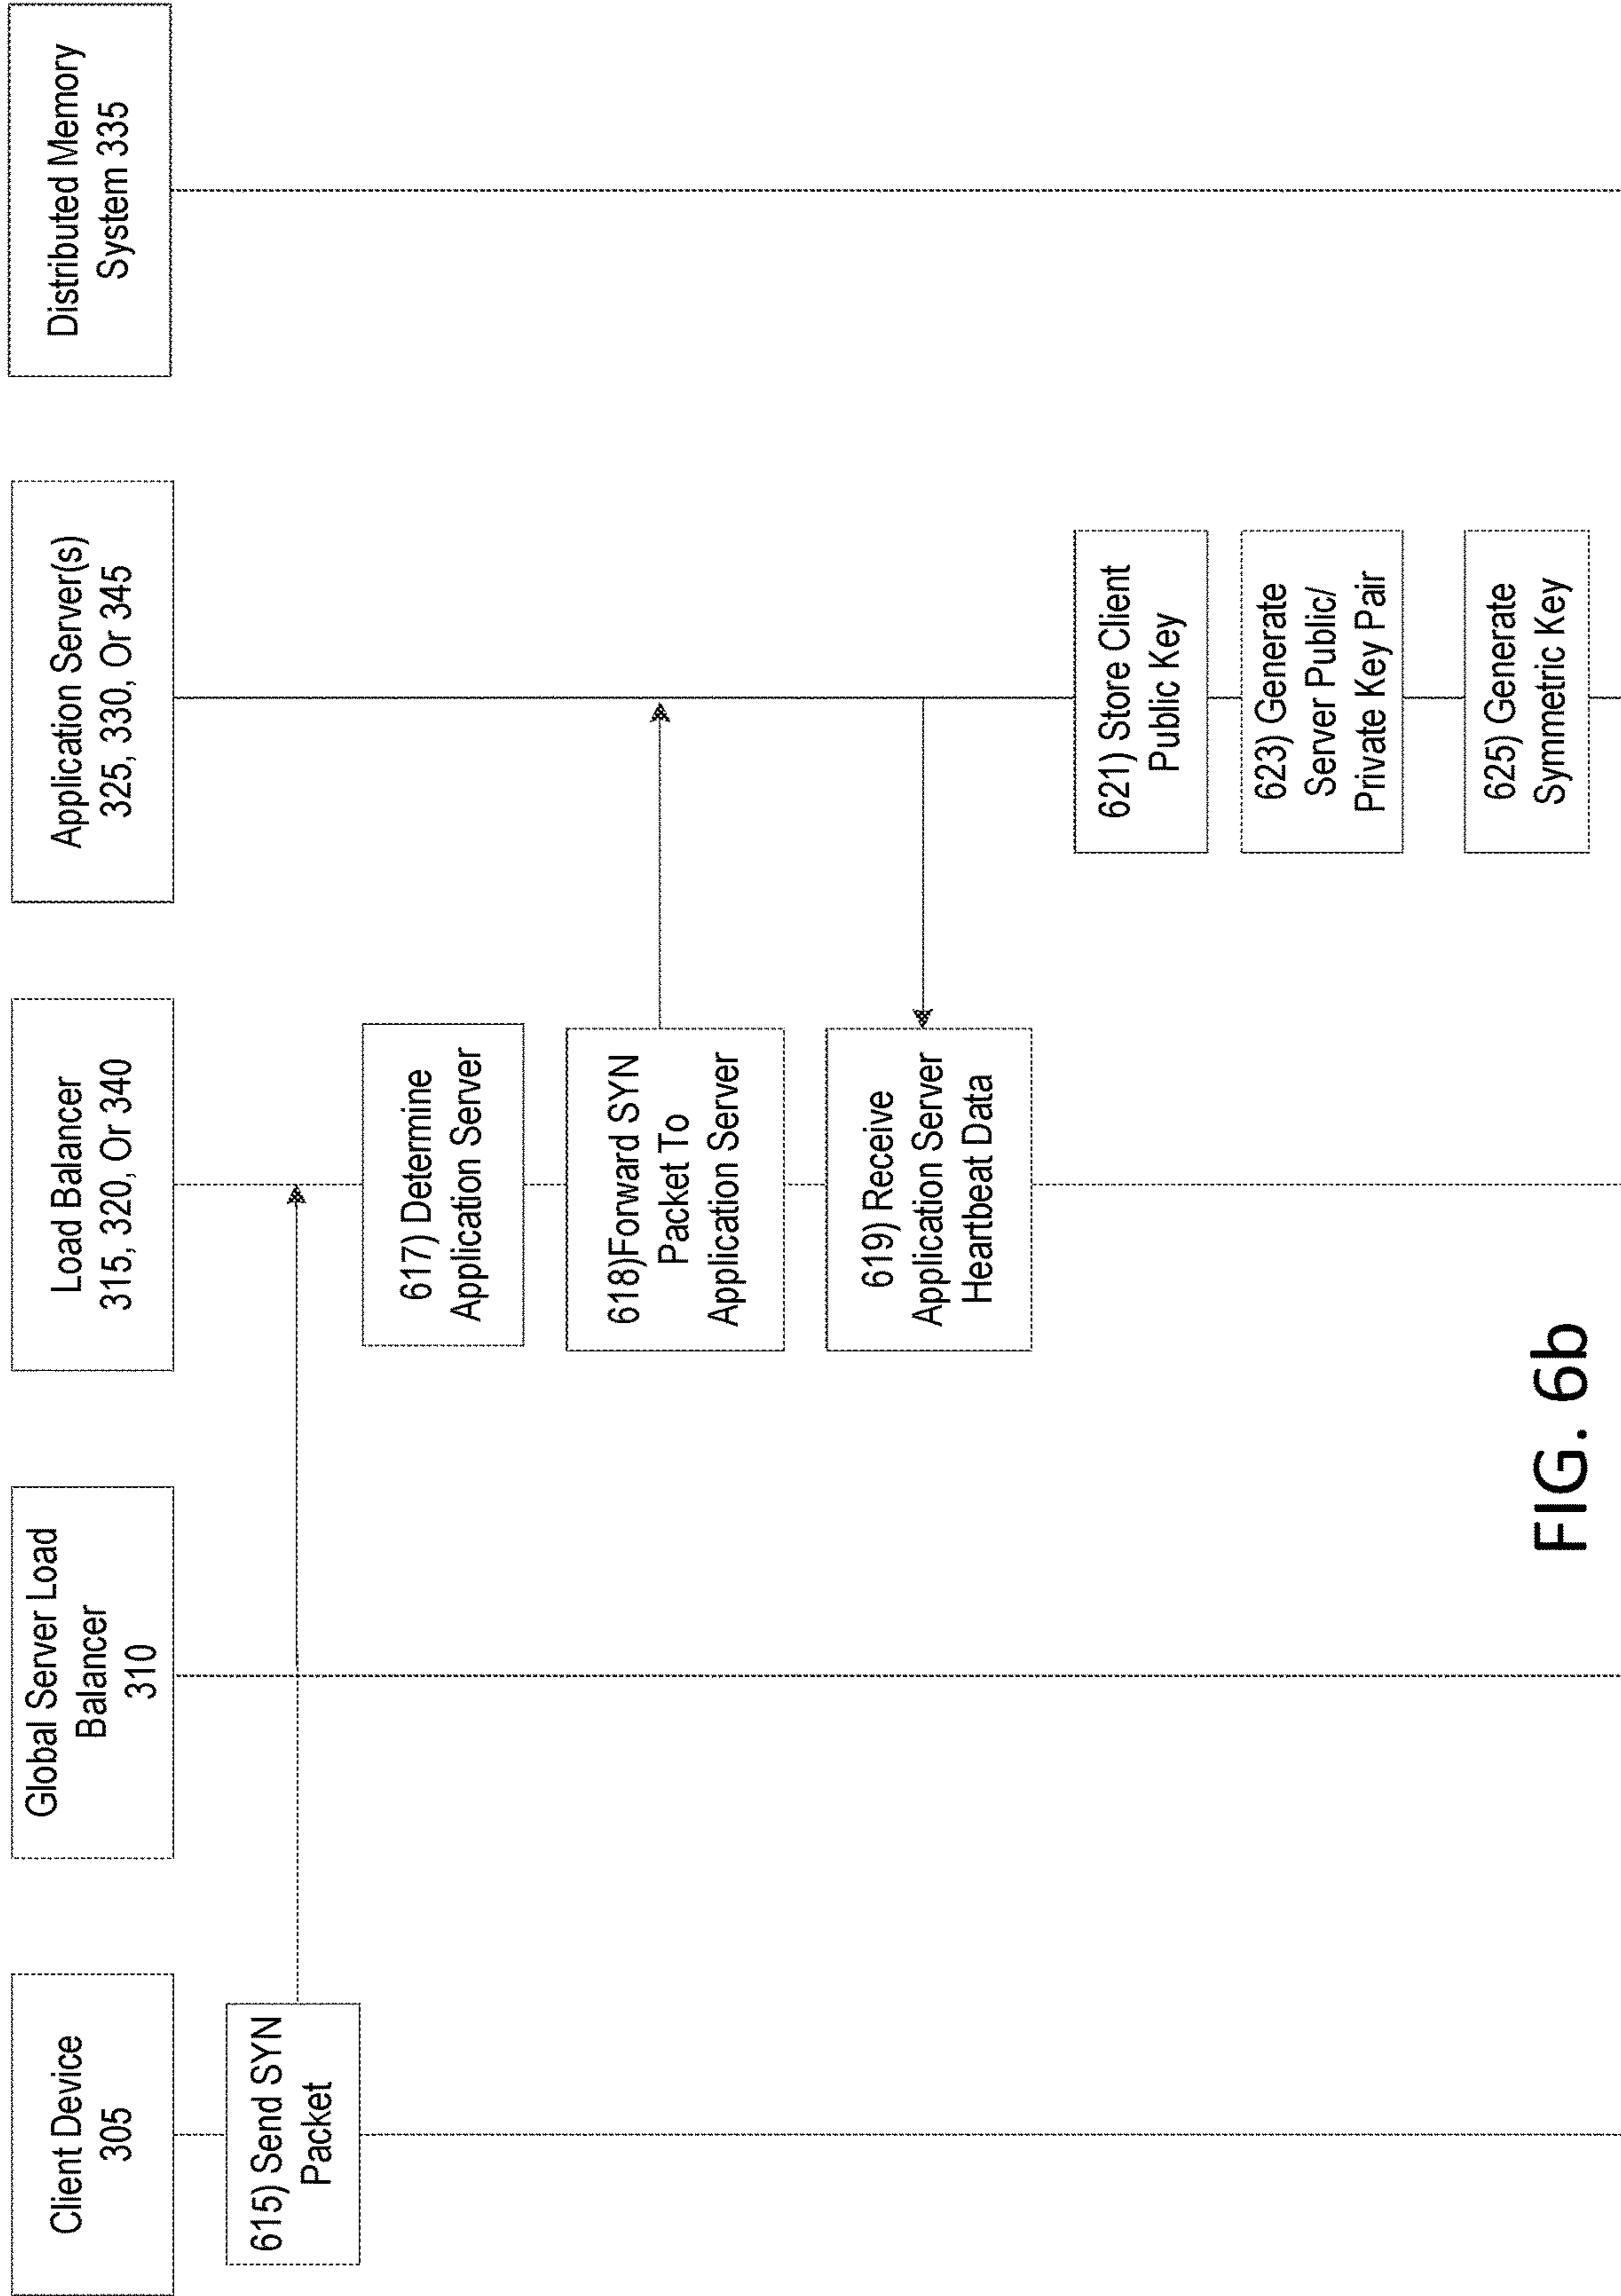 Client Device
305
Global Server Load
Balancer
310
Load Balancer
315, 320, Or 340
Application Server(s)
325, 330, Or 345
Distributed Memory
System 335
615) Send SYN
Packet
617) Determine
Application Server
618)Forward SYN
Packet To
Application Server
619) Receive
Application Server
Heartbeat Data
621) Store Client
Public Key
623) Generate
Server Public/
Private Key Pair
625) Generate
Symmetric Key
FIG. 6b